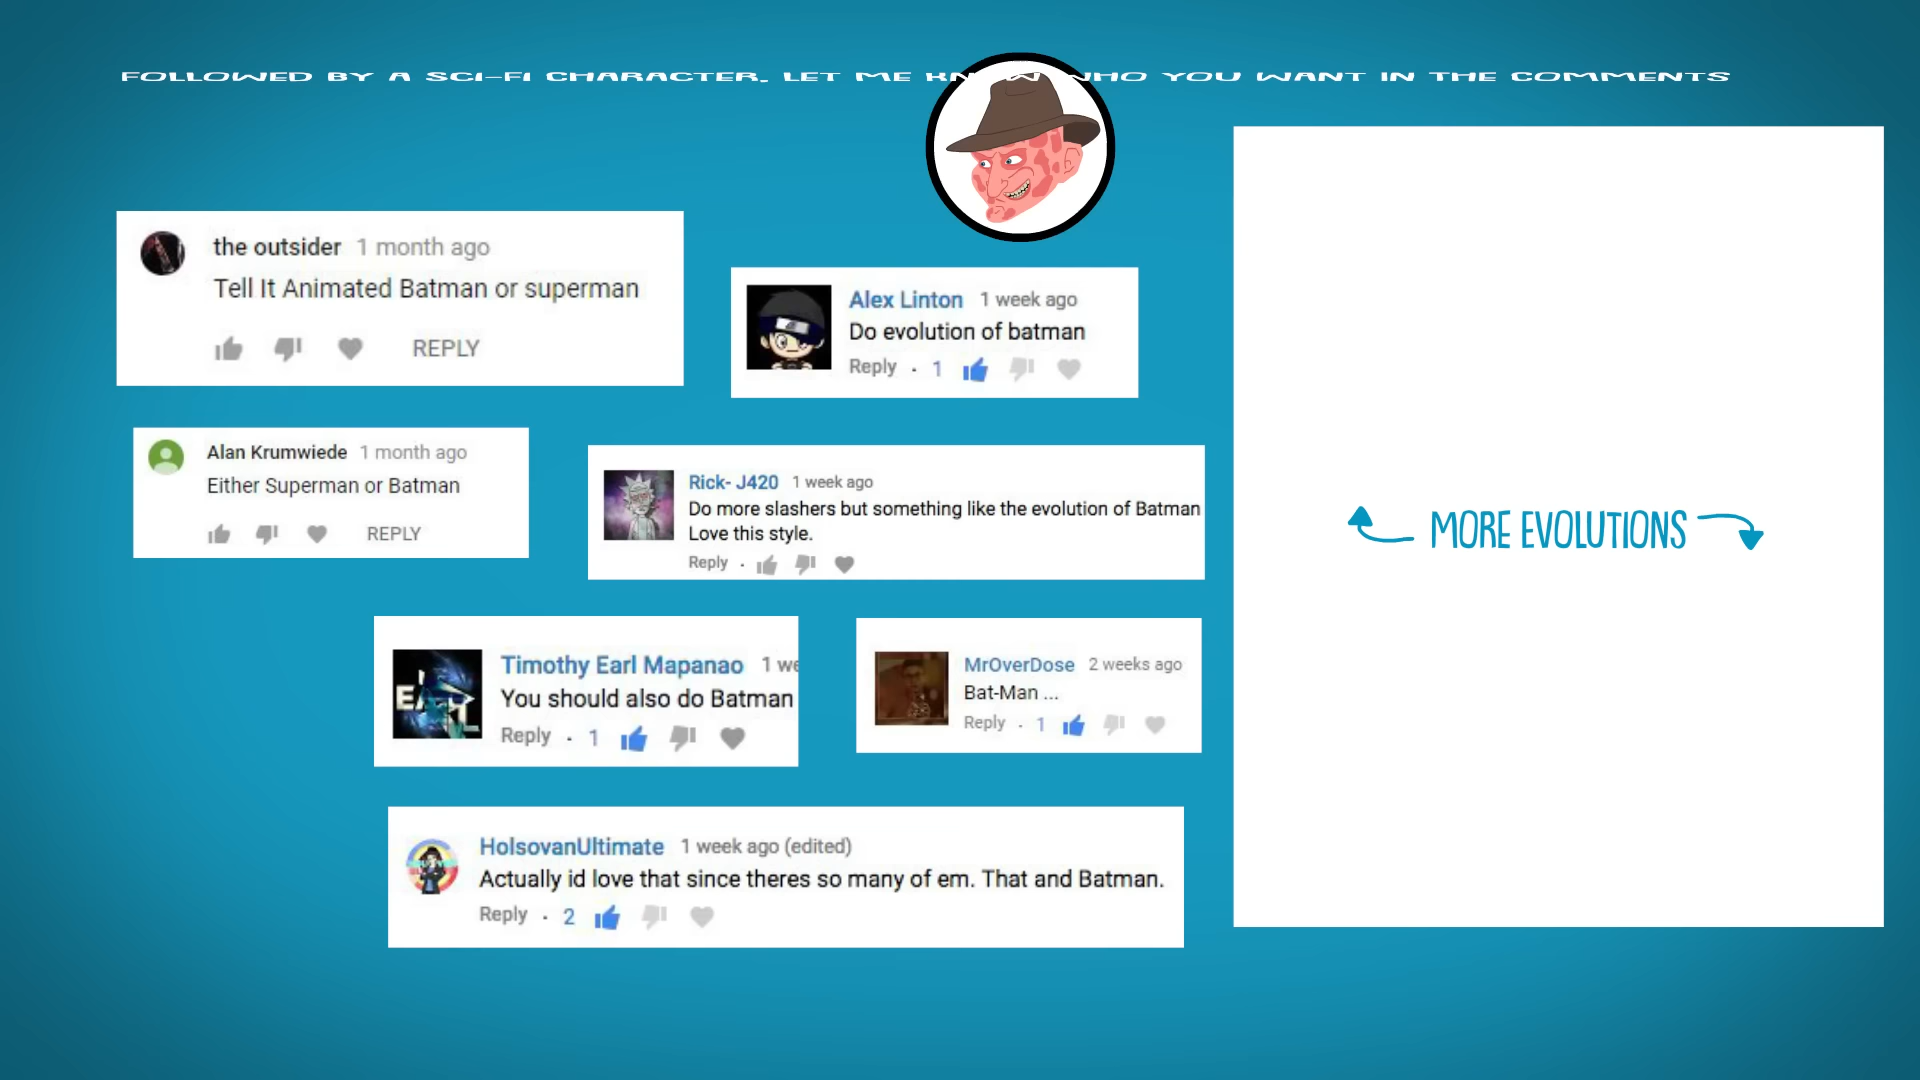 FOLLOWED BY A SCI-FI CHARACTER. LET ME KNOW WHO YOU WANT IN THE COMMENTS
the outsider 1 month ago
Tell It Animated Batman or superman
REPLY
Alex Linton 1 week ago
Do evolution of batman
Reply · 1
Alan Krumwiede 1 month ago
Either Superman or Batman
REPLY
Rick- J420 1 week ago
Do more slashers but something like the evolution of Batman
Love this style.
Reply ·
MORE EVOLUTIONS
Timothy Earl Mapanao 1 we
You should also do Batman
Reply · 1
MrOverDose 2 weeks ago
Bat-Man ...
Reply · 1
HolsovanUltimate 1 week ago (edited)
Actually id love that since theres so many of em. That and Batman.
Reply · 2